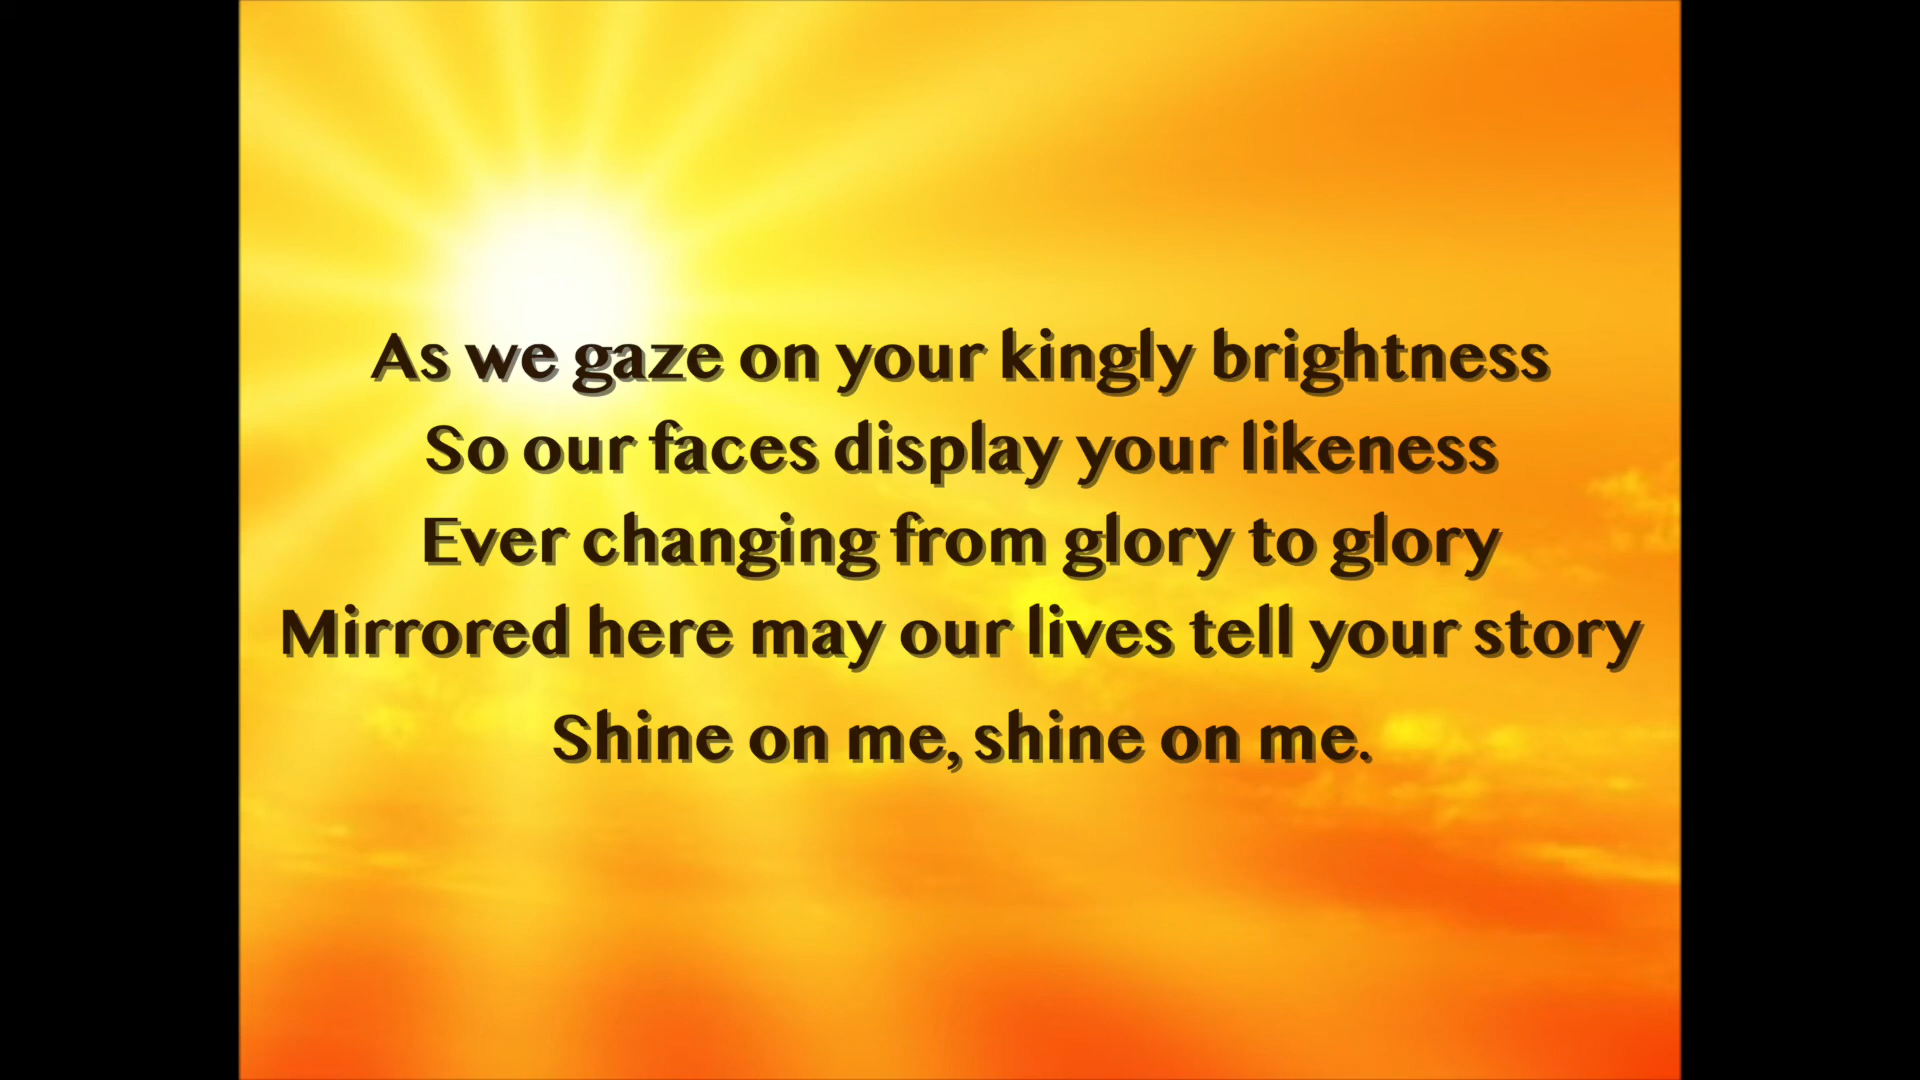 As we gaze on your kingly brightness
So our faces display your likeness
Ever changing from glory to glory
Mirrored here may our lives tell your story
Shine on me, shine on me.